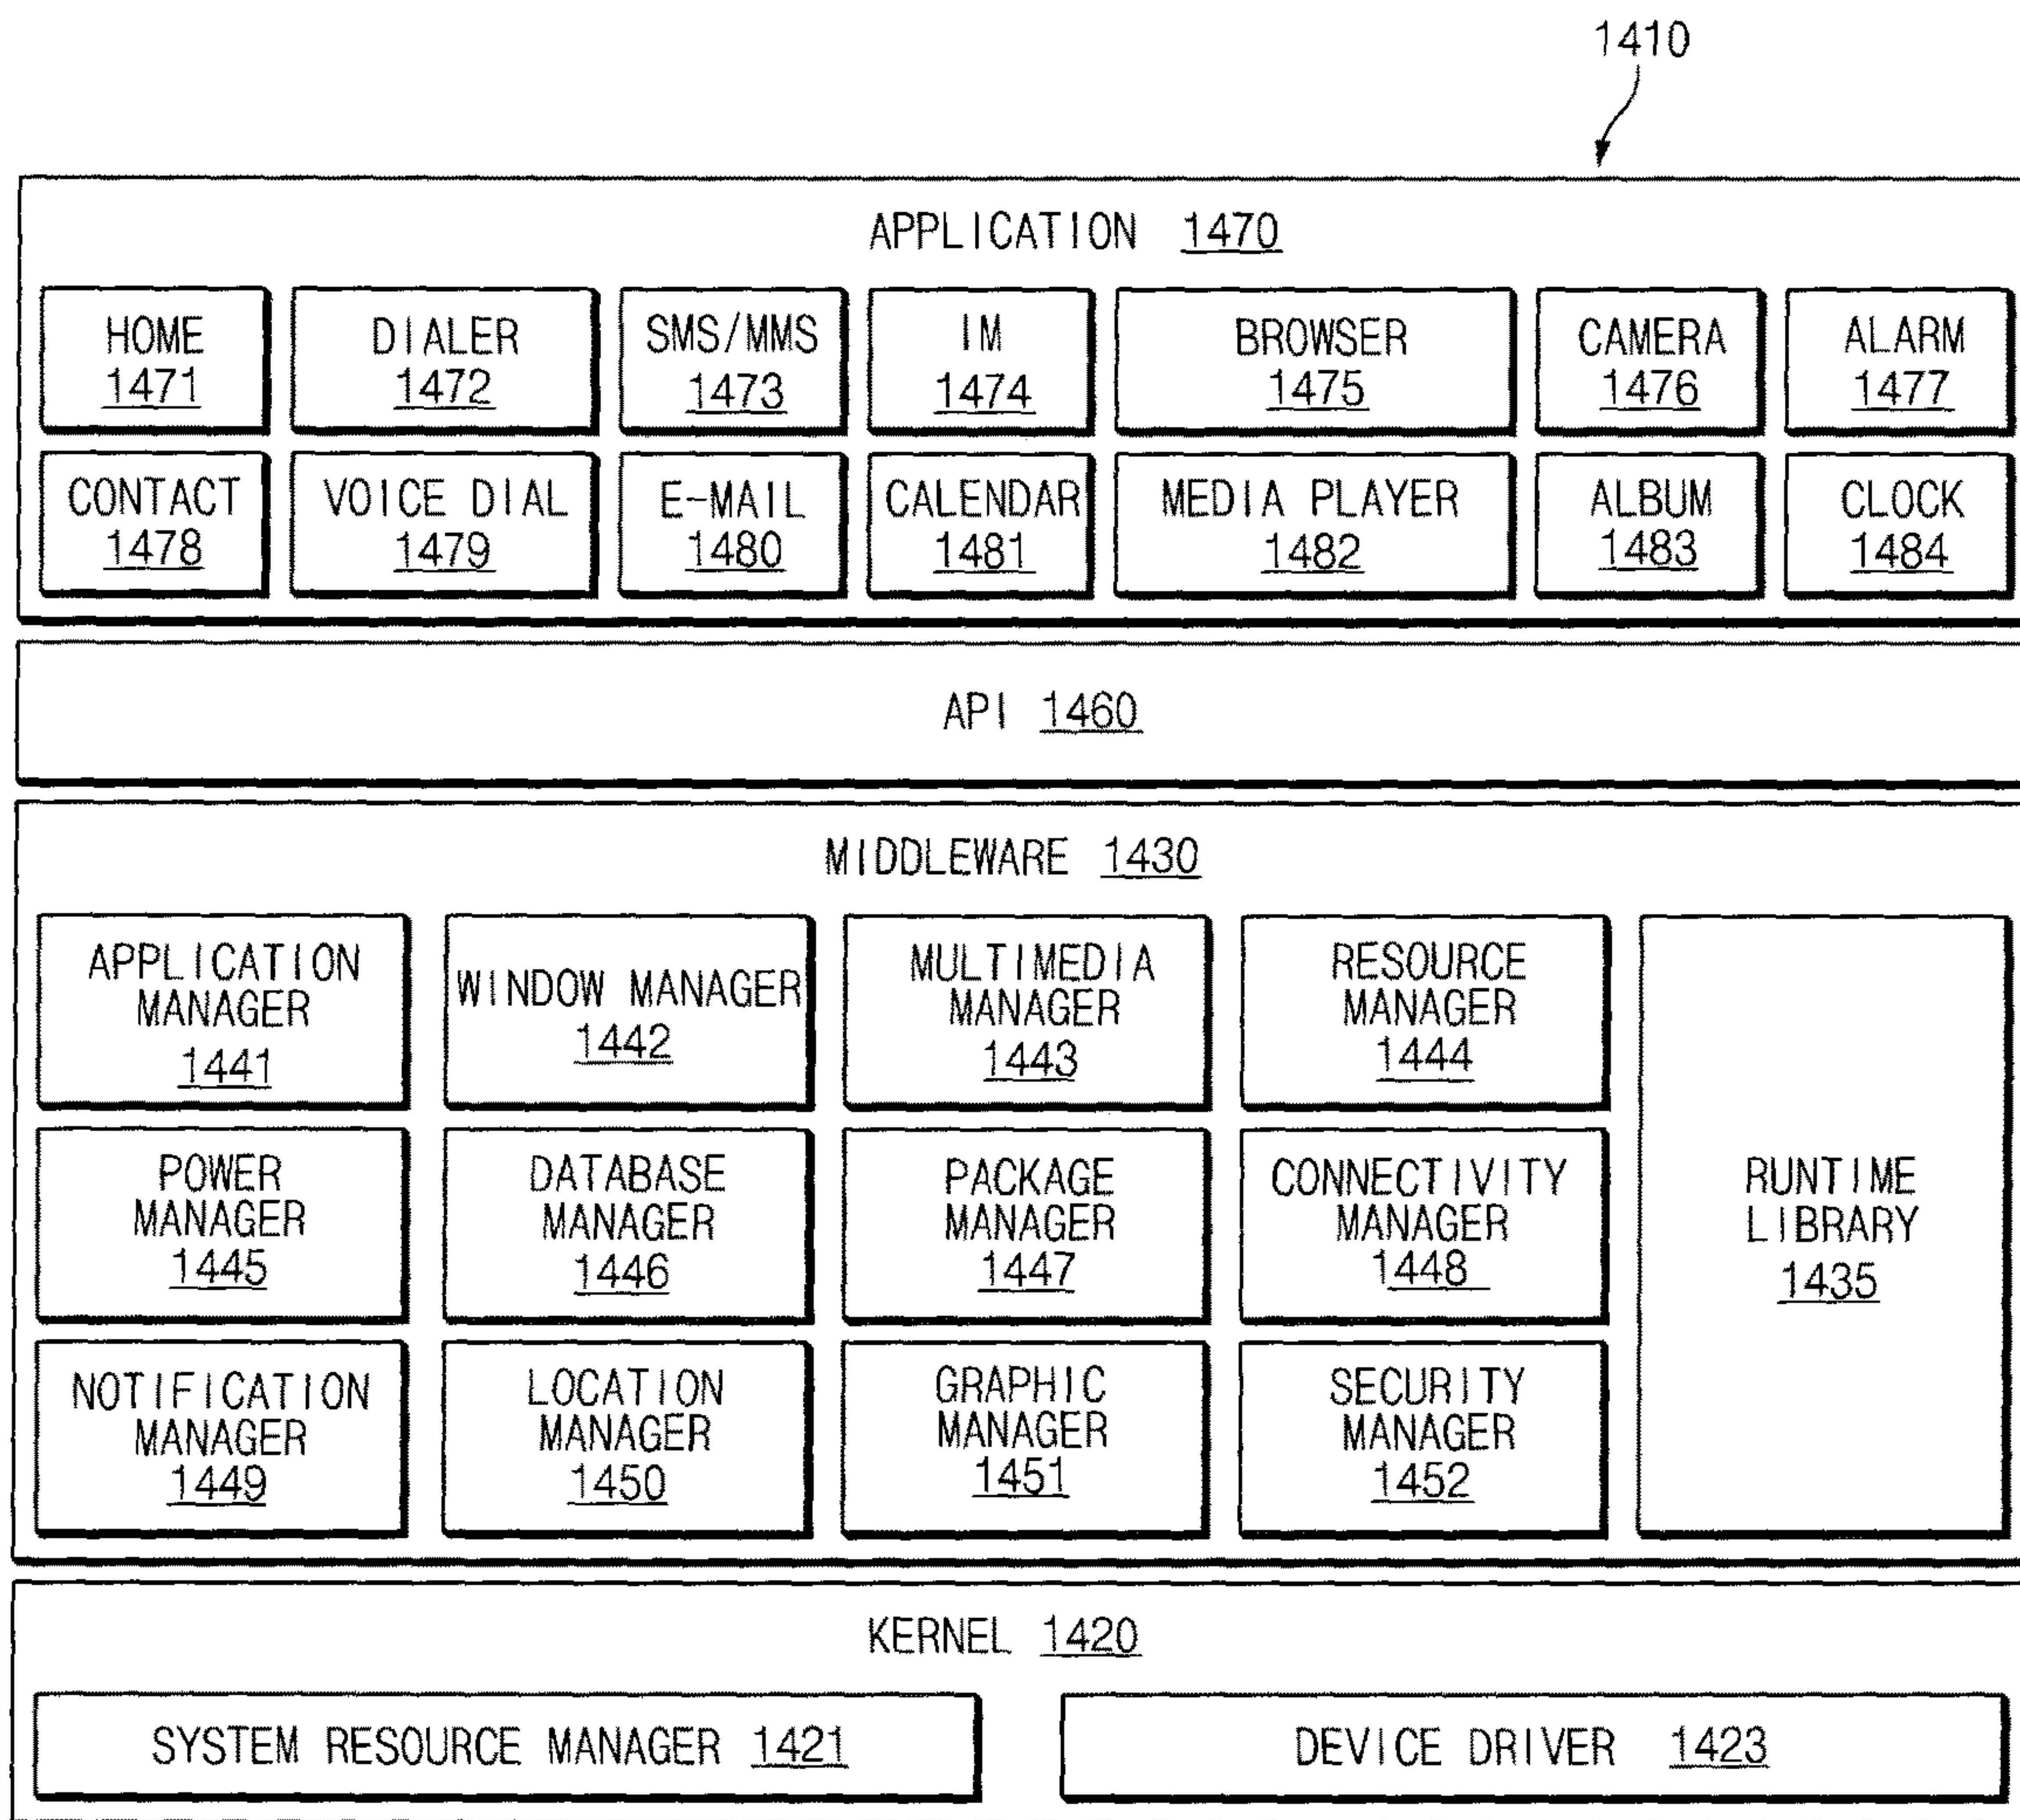 1410
APPLICATION 1470
HOME
1471
DIALER
1472
SMS/MMS
1473
IM
1474
BROWSER
1475
CAMERA
1476
ALARM
1477
CONTACT
1478
VOICE DIAL
1479
E-MAIL
1480
CALENDAR
1481
MEDIA PLAYER
1482
ALBUM
1483
CLOCK
1484
API 1460
MIDDLEWARE 1430
APPLICATION
MANAGER
1441
WINDOW MANAGER
1442
MULTIMEDIA
MANAGER
1443
RESOURCE
MANAGER
1444
POWER
MANAGER
1445
DATABASE
MANAGER
1446
PACKAGE
MANAGER
1447
CONNECTIVITY
MANAGER
1448
RUNTIME
LIBRARY
1435
NOTIFICATION
MANAGER
1449
LOCATION
MANAGER
1450
GRAPHIC
MANAGER
1451
SECURITY
MANAGER
1452
KERNEL 1420
SYSTEM RESOURCE MANAGER 1421
DEVICE DRIVER 1423